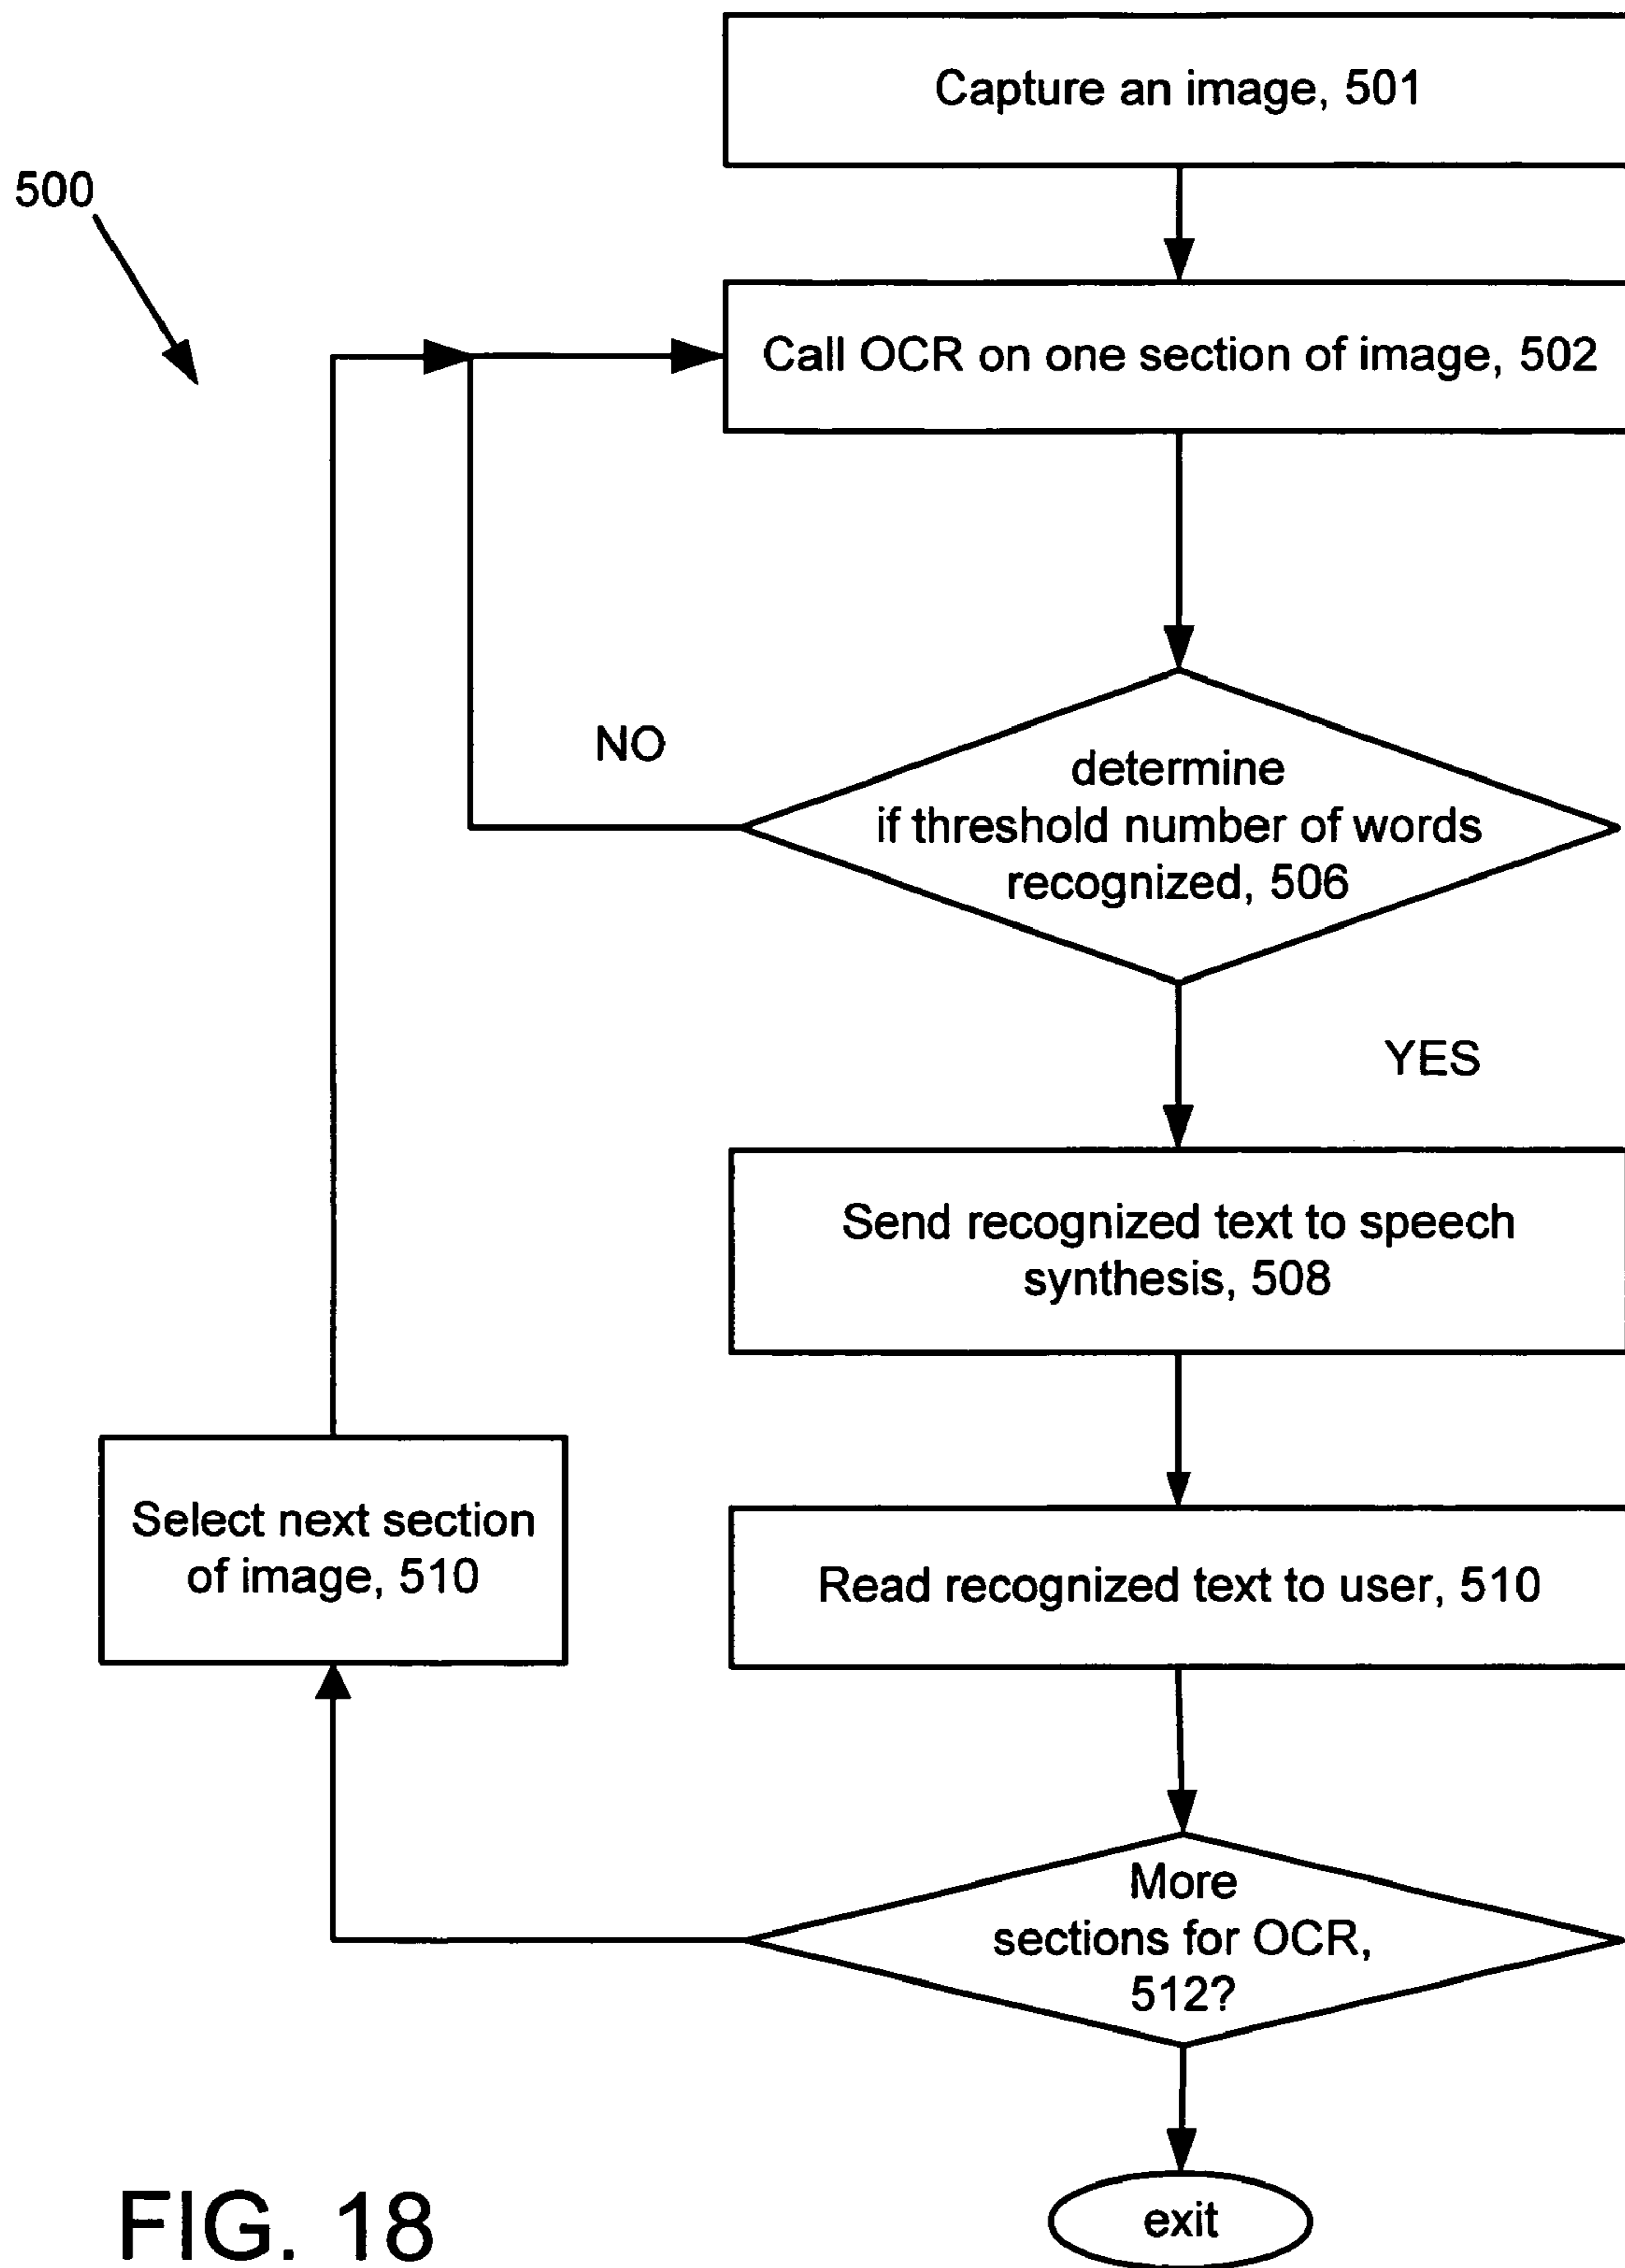 Capture an image, 501
500
Call OCR on one section of image, 502
NO
determine
if threshold number of words
recognized, 506
YES
Send recognized text to speech
synthesis, 508
Select next section
of image, 510
Read recognized text to user, 510
More
sections for OCR,
512?
exit
FIG. 18